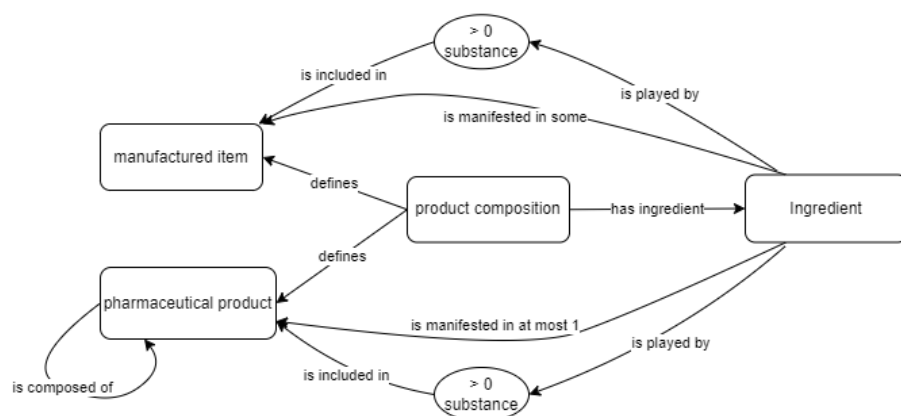 > 0
substance
is included in
is played by
is manifested in some
manufactured item
defines
product composition
has ingredient
Ingredient
defines
pharmaceutical product
is manifested in at most 1
is played by
is included in
is composed of
> 0
substance